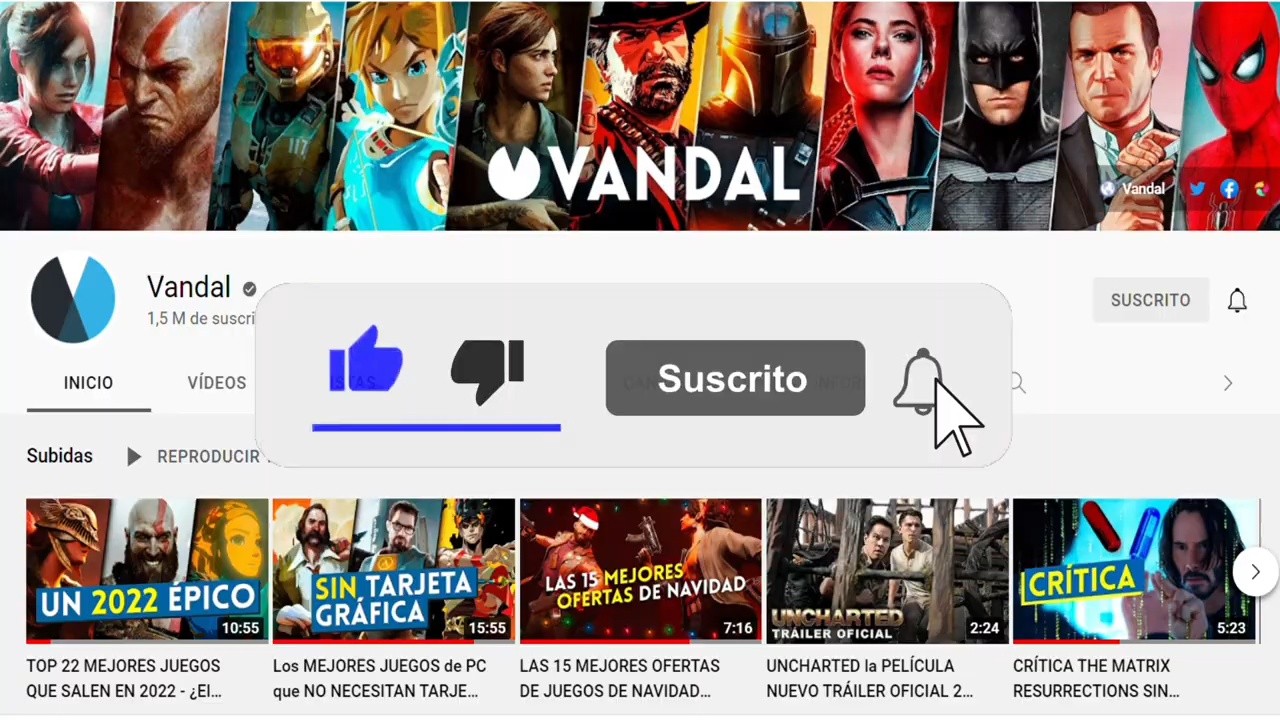 117
VANDAL
Vandal
Vandal
1,5 M de suscri
SUSCRITO
INICIO
VÍDEOS
Suscrito
Subidas
REPRODUCIR
UN 2022 ÉPICO
10:55
SIN TARJETA
GRÁFICA
15:55
LAS 15 MEJORES
OFERTAS DE NAVIDAD
7:16
UNCHARTED
TRÁILER OFICIAL
2:24
CRÍTICA
5:23
TOP 22 MEJORES JUEGOS
QUE SALEN EN 2022 - ¿El...
Los MEJORES JUEGOS de PC
que NO NECESITAN TARJE...
LAS 15 MEJORES OFERTAS
DE JUEGOS DE NAVIDAD...
UNCHARTED la PELÍCULA
NUEVO TRÁILER OFICIAL 2...
CRÍTICA THE MATRIX
RESURRECTIONS SIN...